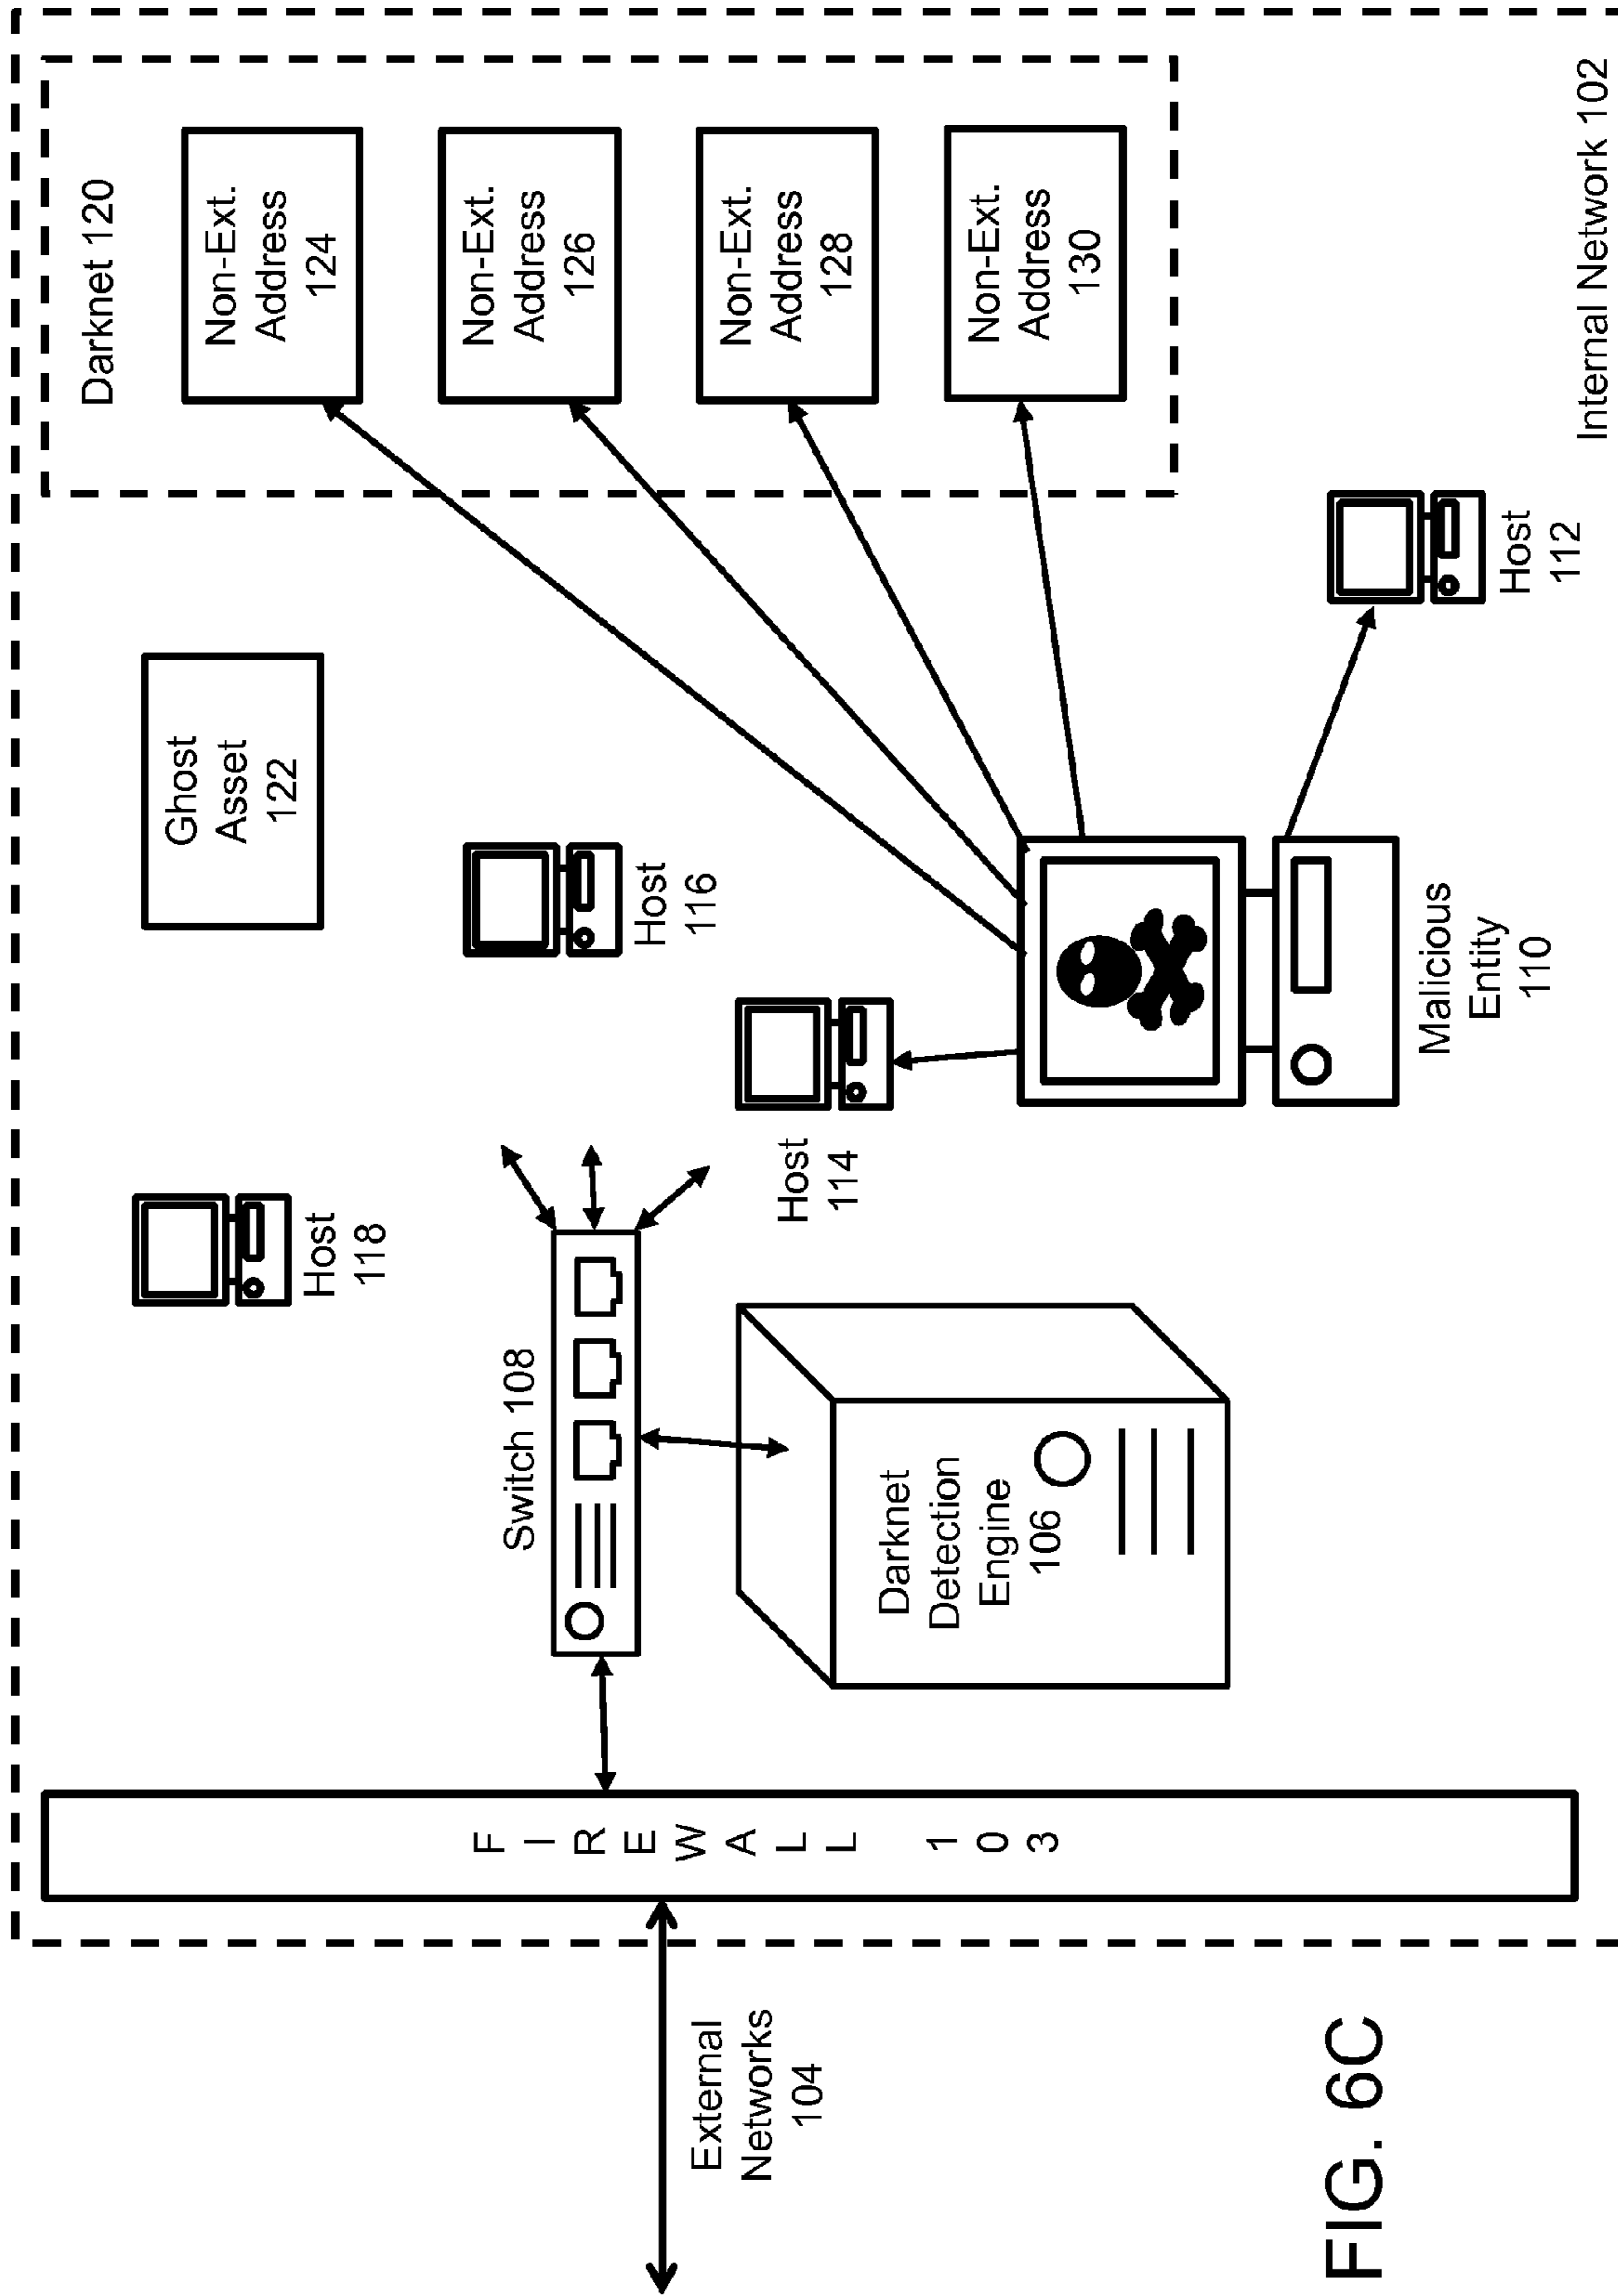 External
Networks
104
FIREWALL 103
Switch 108
Darknet
Detection
Engine
106
Host
118
Host
114
Host
116
Ghost
Asset
122
Malicious
Entity
110
Host
112
Darknet 120
Non-Ext.
Address
124
Non-Ext.
Address
126
Non-Ext.
Address
128
Non-Ext.
Address
130
Internal Network 102
FIG. 6C